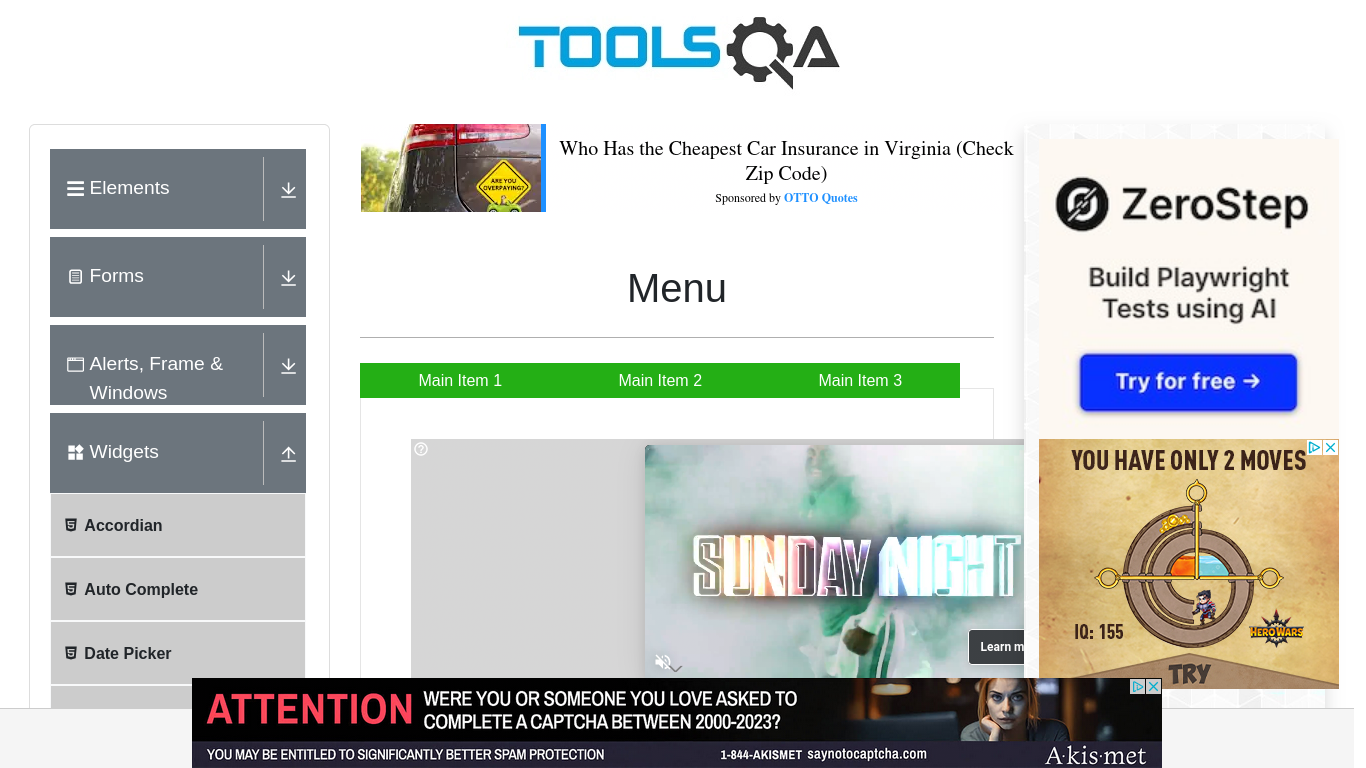 TOOLSQA
Elements
Forms
Alerts, Frame &
Windows
Widgets
Accordian
Auto Complete
Date Picker
ARE YOU
OVERPAYING?
Who Has the Cheapest Car Insurance in Virginia (Check
Zip Code)
Sponsored by OTTO Quotes
Menu
Main Item 1
Main Item 2
Main Item 3
SUNDAY NIGHT
Learn m
ZeroStep
Build Playwright
Tests using AI
Try for free →
YOU HAVE ONLY 2 MOVES
IQ: 155
HERO WARS
TRY
ATTENTION
WERE YOU OR SOMEONE YOU LOVE ASKED TO
COMPLETE A CAPTCHA BETWEEN 2000-2023?
YOU MAY BE ENTITLED TO SIGNIFICANTLY BETTER SPAM PROTECTION
1-844-AKISMET saynotocaptcha.com
A·kis·met